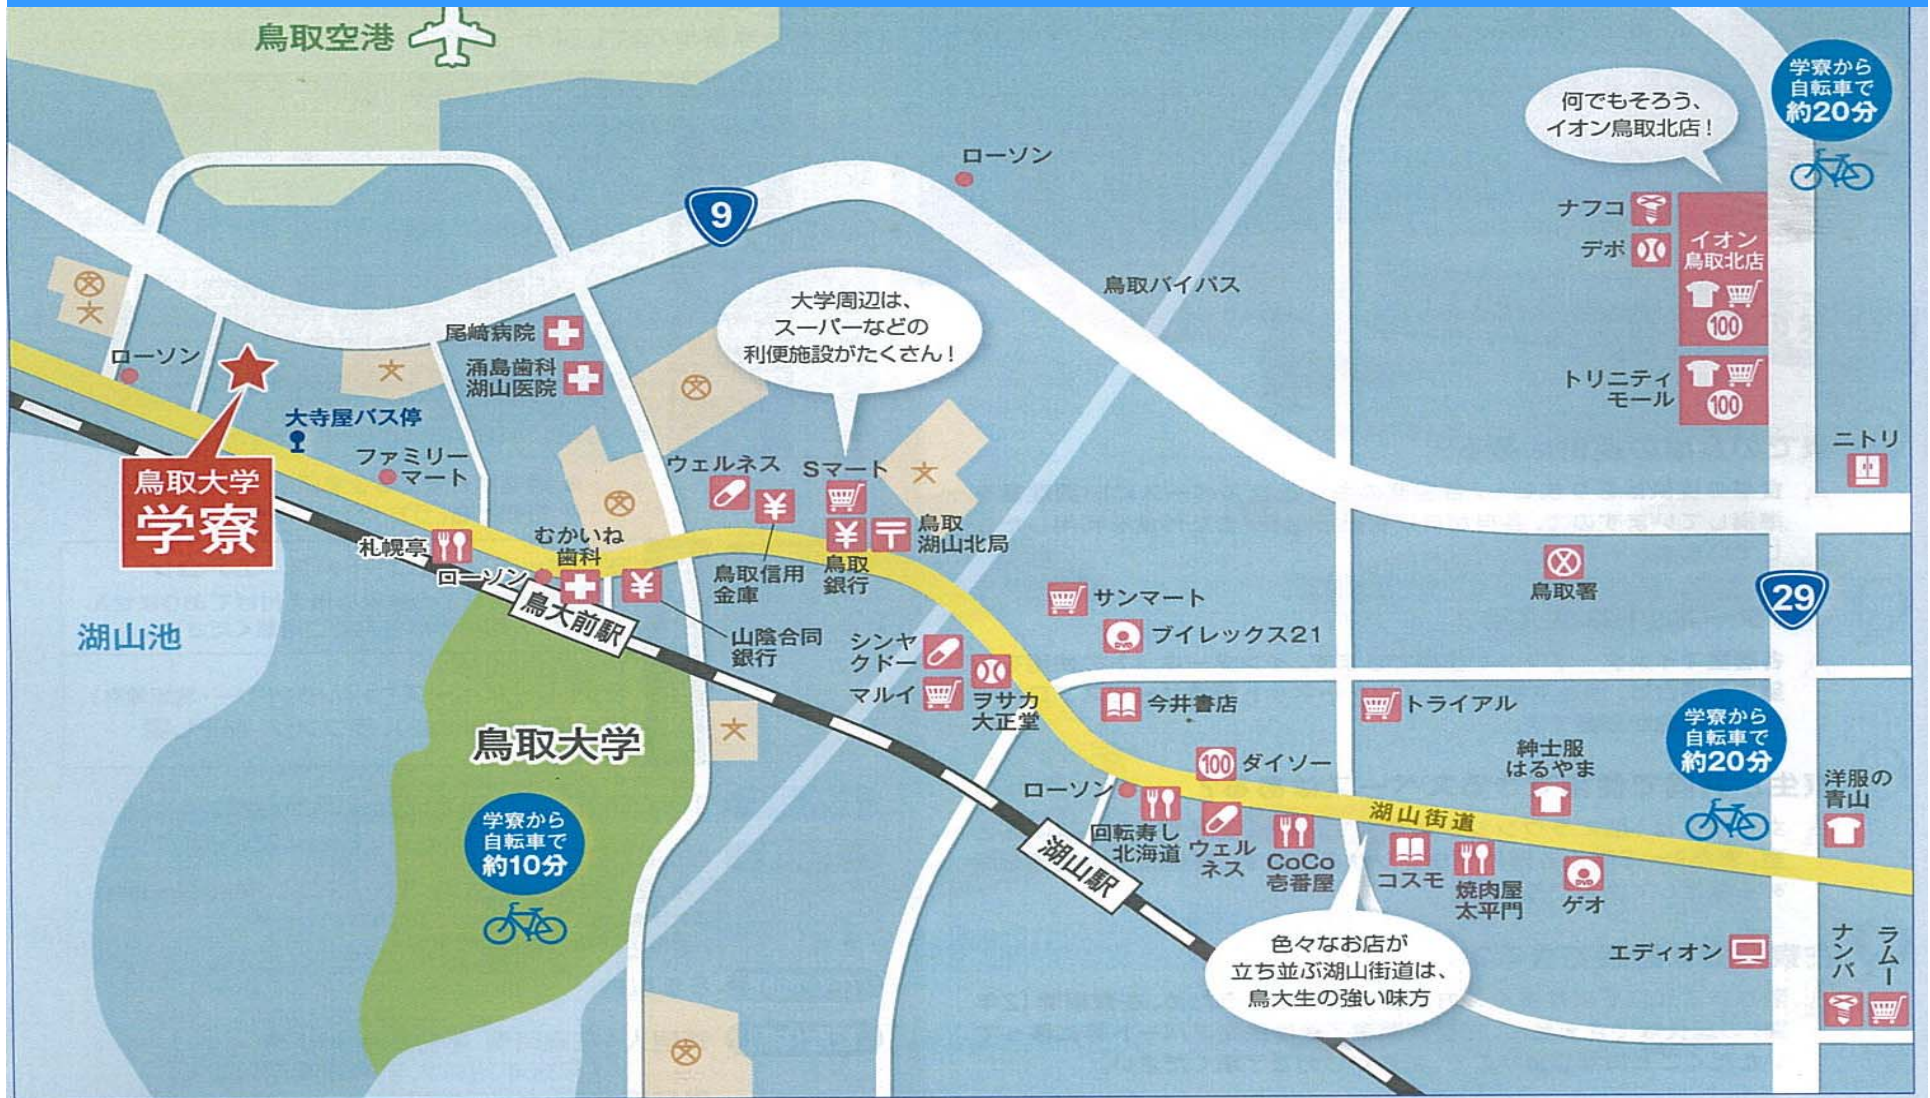 鳥取空港
学寮から
自転車で
約20分
何でもそろう、
イオン鳥取北店！
ローソン
9
ナフコ
デポ
イオン
鳥取北店
100
鳥取バイパス
大学周辺は、
スーパーなどの
利便施設がたくさん！
尾崎病院
涌島歯科
湖山医院
ローソン
トリニティ
モール
100
大寺屋バス停
ファミリー
マート
ニトリ
鳥取大学
学寮
ウェルネス
Sマート
鳥取
湖山北局
札幌亭
むかいね
歯科
ローソン
鳥取信用
金庫
鳥取
銀行
鳥取署
29
鳥大前駅
サンマート
ブイレックス21
湖山池
山陰合同
銀行
シンヤ
クドー
マルイ
ヲサカ
大正堂
今井書店
トライアル
鳥取大学
学寮から
自転車で
約20分
紳士服
はるやま
100
ダイソー
洋服の
青山
ローソン
湖山街道
学寮から
自転車で
約10分
回転寿し
北海道
ウェル
ネス
CoCo
壱番屋
コスモ
焼肉屋
太平門
DVD
ゲオ
湖山駅
色々なお店が
立ち並ぶ湖山街道は、
鳥大生の強い味方
エディオン
ナンバ
ラムー